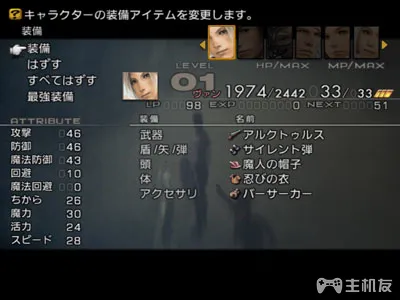 キャラクターの装備アイテムを変更します。
装備
装備
はずす
すべてはずす
最強装備
LEVEL HP/MAX MP/MAX
01 1974/2442 033/33
ヴァン
LP 98 EXP 0 NEXT 51
ATTRIBUTE
装備 名前
攻撃 046
武器 アルクトゥルス
防御 46
盾/矢/弾 サイレント弾
魔法防御 43
頭 魔人の帽子
回避 010
体 忍びの衣
魔法回避 000
アクセサリ バーサーカー
ちから 26
魔力 30
活力 24
スピード 28
主机友